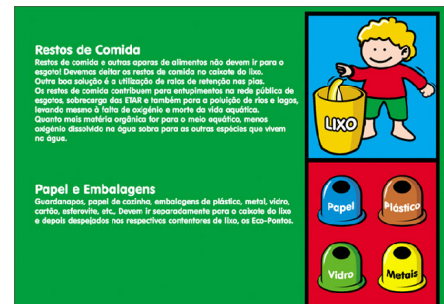 Restos de Comida
Restos de comida e outras aparas de alimentos não devem ir para o
esgoto! Devemos deitar os restos de comida no caixote do lixo.
Outra boa solução é a utilização de ralos de retenção nas pias.
Os restos de comida contribuem para entupimentos na rede pública de
esgotos, sobrecarga das ETAR e também para a poluição de rios e lagos,
levando mesmo à falta de oxigénio e morte da vida aquática.
Quanto mais matéria orgânica for para o meio aquático, menos
oxigénio dissolvido na água sobra para as outras espécies que vivem
na água.
LIXO
Papel e Embalagens
Guardanapos, papel de cozinha, embalagens de plástico, metal, vidro,
cartão, esferovite, etc., Devem ir separadamente para o caixote do lixo
e depois despejados nos respectivos contentores de lixo, os Eco-Pontos.
Papel
Plástico
Vidro
Metais